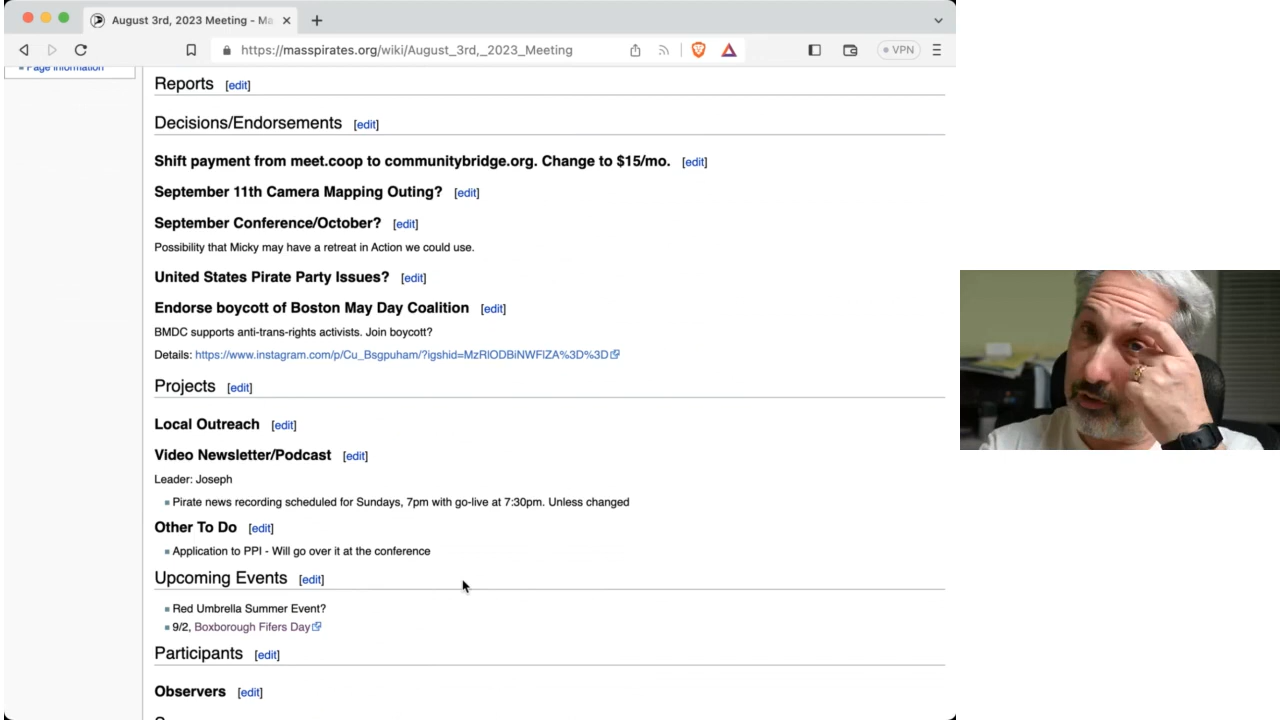 August 3rd, 2023 Meeting - Ma
https://masspirates.org/wiki/August_3rd,_2023_Meeting
VPN
Page information
Reports [edit]
Decisions/Endorsements [edit]
Shift payment from meet.coop to communitybridge.org. Change to $15/mo. [edit]
September 11th Camera Mapping Outing? [edit]
September Conference/October? [edit]
Possibility that Micky may have a retreat in Action we could use.
United States Pirate Party Issues? [edit]
Endorse boycott of Boston May Day Coalition [edit]
BMDC supports anti-trans-rights activists. Join boycott?
Details: https://www.instagram.com/p/Cu_Bsgpuham/?igshid=MzRlODBiNWFlZA%3D%3D
Projects [edit]
Local Outreach [edit]
Video Newsletter/Podcast [edit]
Leader: Joseph
Pirate news recording scheduled for Sundays, 7pm with go-live at 7:30pm. Unless changed
Other To Do [edit]
Application to PPI - Will go over it at the conference
Upcoming Events [edit]
Red Umbrella Summer Event?
9/2, Boxborough Fifers Day
Participants [edit]
Observers [edit]